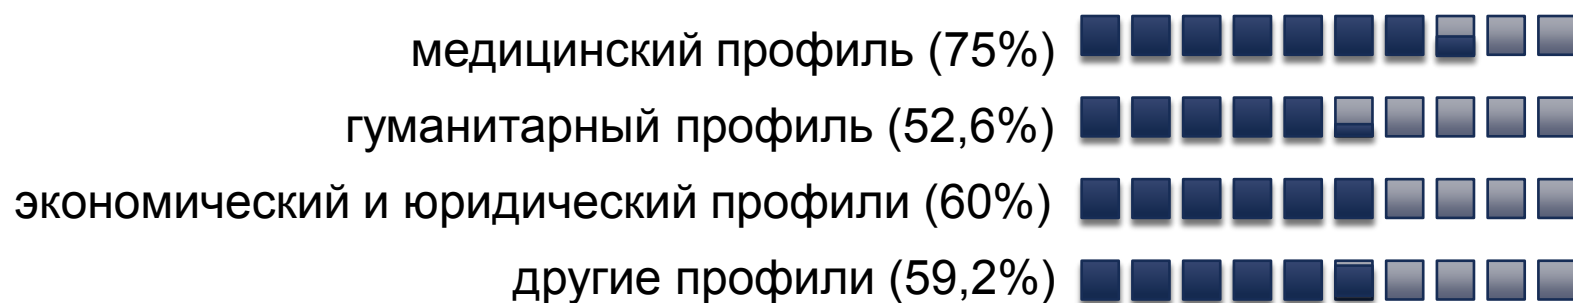 медицинский профиль (75%)
гуманитарный профиль (52,6%)
экономический и юридический профили (60%)
другие профили (59,2%)